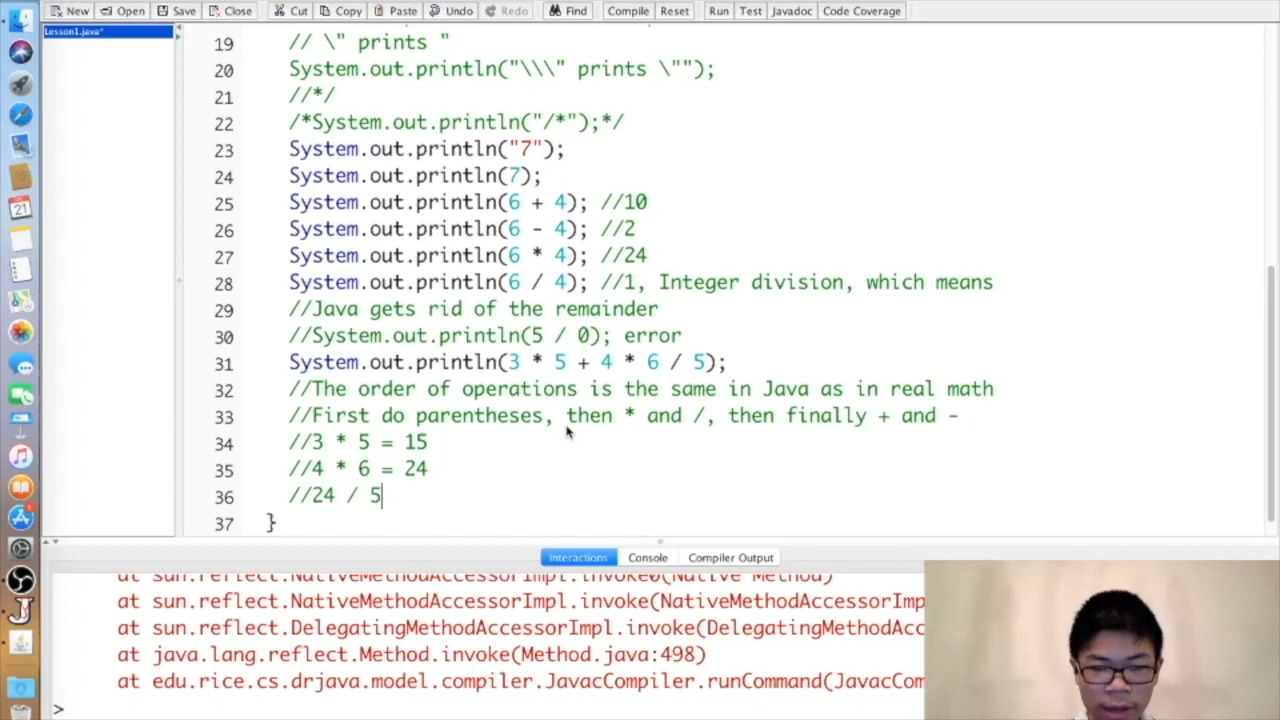 New Open Save Close Cut Copy Paste Undo Redo Find Compile Reset Run Test Javadoc Code Coverage
Lesson1.java*
19 // \" prints "
20 System.out.println("\\\" prints \"");
21 //*/
22 /*System.out.println("/*");*/
23 System.out.println("7");
24 System.out.println(7);
25 System.out.println(6 + 4); //10
26 System.out.println(6 - 4); //2
27 System.out.println(6 * 4); //24
28 System.out.println(6 / 4); //1, Integer division, which means
29 //Java gets rid of the remainder
30 //System.out.println(5 / 0); error
31 System.out.println(3 * 5 + 4 * 6 / 5);
32 //The order of operations is the same in Java as in real math
33 //First do parentheses, then * and /, then finally + and -
34 //3 * 5 = 15
35 //4 * 6 = 24
36 //24 / 5
37 }
Interactions Console Compiler Output
at sun.reflect.NativeMethodAccessorImpl.invoke0(Native Method)
at sun.reflect.NativeMethodAccessorImpl.invoke(NativeMethodAccessorImp
at sun.reflect.DelegatingMethodAccessorImpl.invoke(DelegatingMethodAcc
at java.lang.reflect.Method.invoke(Method.java:498)
at edu.rice.cs.drjava.model.compiler.JavacCompiler.runCommand(JavacCom
>
21